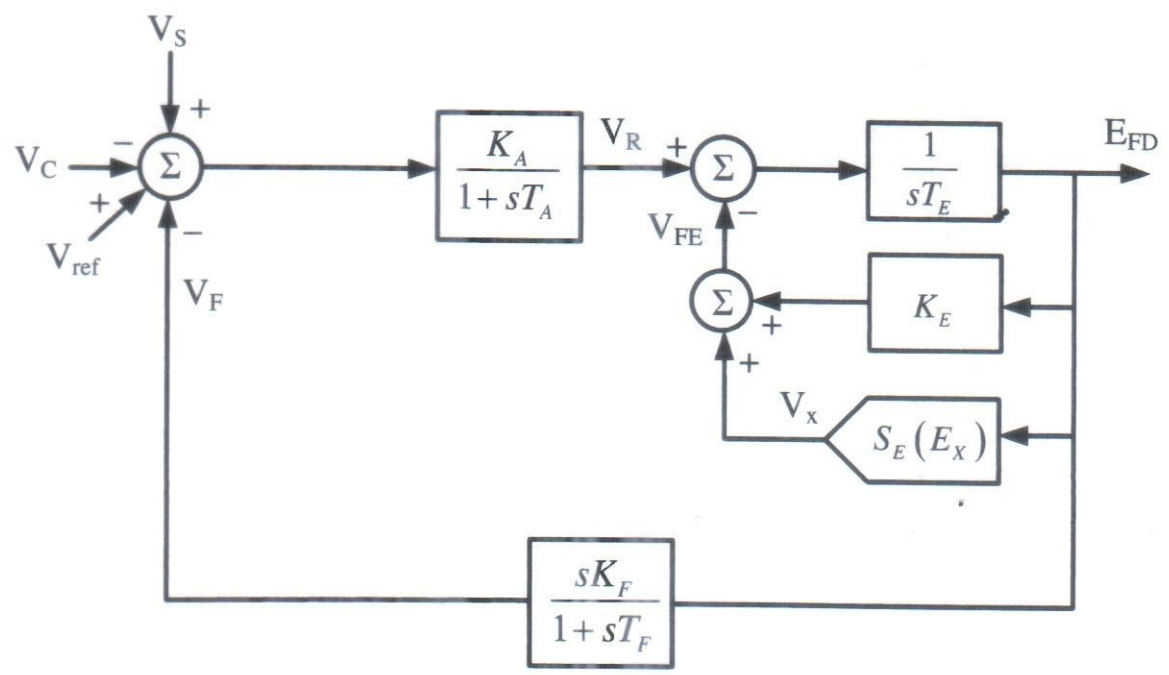 V_S
+
−
V_C
Σ
+
V_ref
−
V_F
K_A
1 + sT_A
V_R
+
Σ
−
V_FE
1
sT_E
E_FD
Σ
+
K_E
+
V_x
S_E (E_X)
sK_F
1 + sT_F